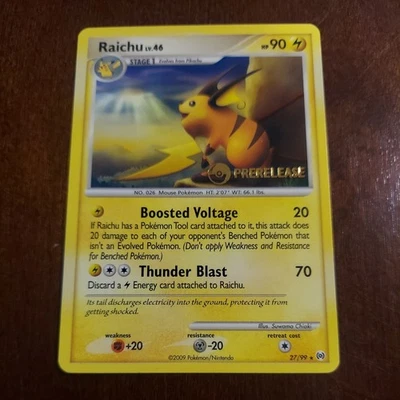 Raichu LV.46 HP 90
STAGE 1 Evolves from Pikachu
PRERELEASE
NO. 026 Mouse Pokémon HT: 2'07" WT: 66.1 lbs.
Boosted Voltage 20
If Raichu has a Pokémon Tool card attached to it, this attack does
20 damage to each of your opponent's Benched Pokémon that
isn't an Evolved Pokémon. (Don't apply Weakness and Resistance
for Benched Pokémon.)
Thunder Blast 70
Discard a Energy card attached to Raichu.
Its tail discharges electricity into the ground, protecting it from
getting shocked.
Illus. Suwama Chiaki
weakness resistance retreat cost
+20 -20
©2009 Pokémon/Nintendo 27/99